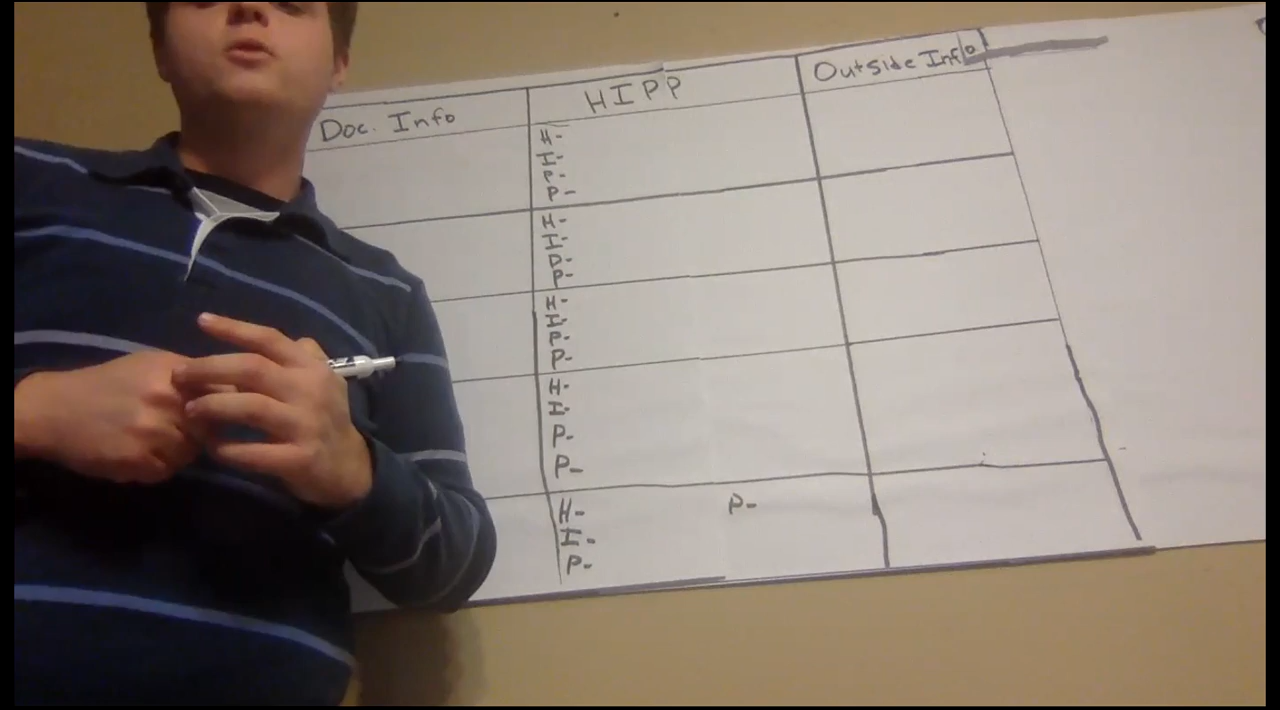 Doc. Info
HIPP
Outside Info
H-
I-
P-
P-
H-
I-
P-
P-
H-
I-
P-
P-
H-
I-
P-
P-
H-
P-
I-
P-